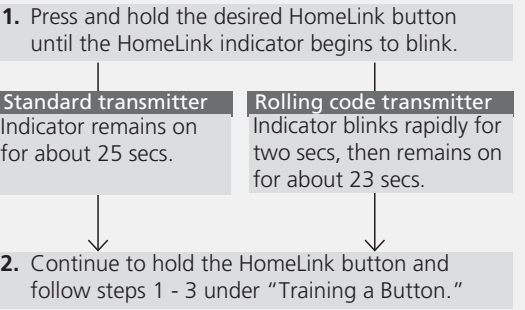 1. Press and hold the desired HomeLink button
until the HomeLink indicator begins to blink.
Standard transmitter
Indicator remains on
for about 25 secs.
Rolling code transmitter
Indicator blinks rapidly for
two secs, then remains on
for about 23 secs.
2. Continue to hold the HomeLink button and
follow steps 1 - 3 under “Training a Button.”